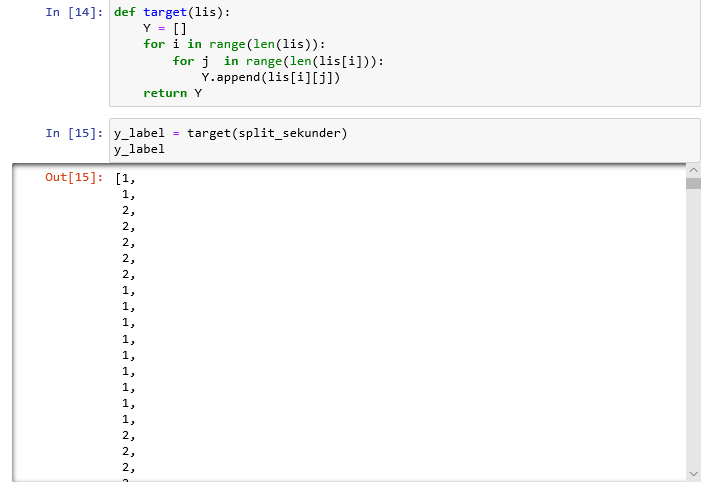 In [14]: def target(lis):
    Y = []
    for i in range(len(lis)):
        for j  in range(len(lis[i])):
            Y.append(lis[i][j])
    return Y
In [15]: y_label = target(split_sekunder)
y_label
Out[15]: [1,
1,
2,
2,
2,
2,
2,
1,
1,
1,
1,
1,
1,
1,
1,
1,
2,
2,
2,